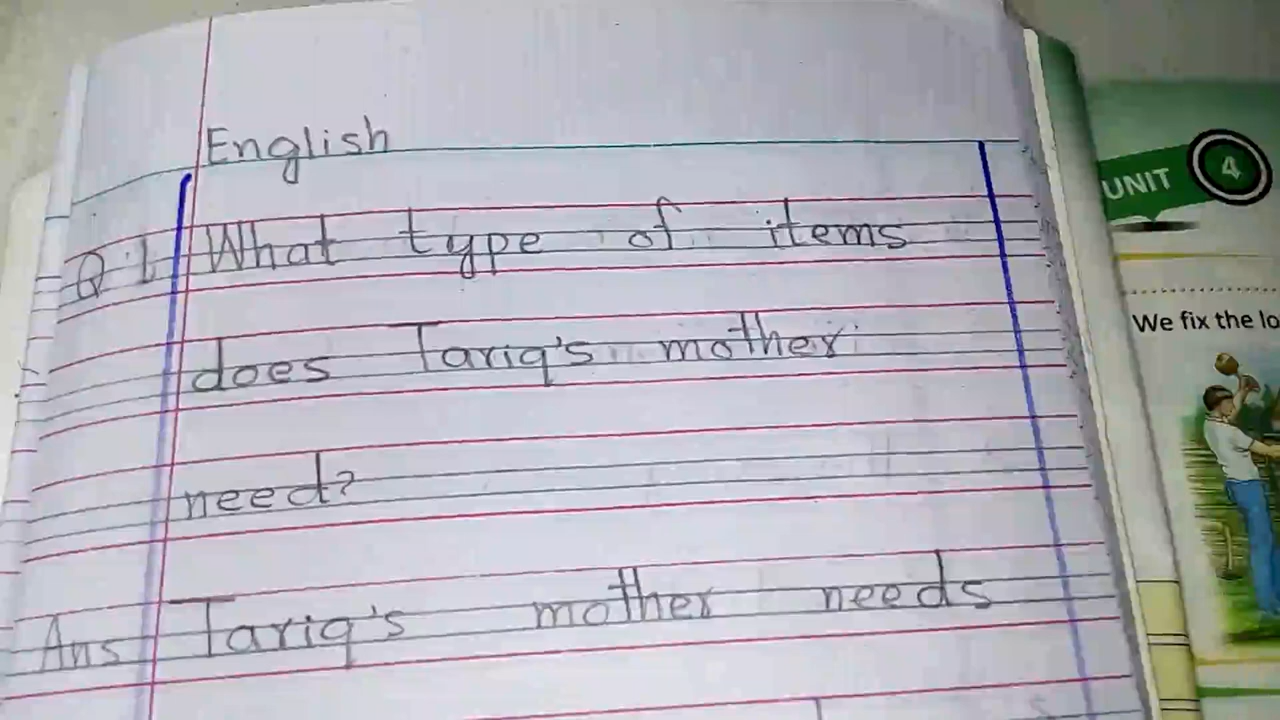 English
Q 1 What type of items
does Tariq's mother
need?
Ans Tariq's mother needs
UNIT 4
We fix the lo